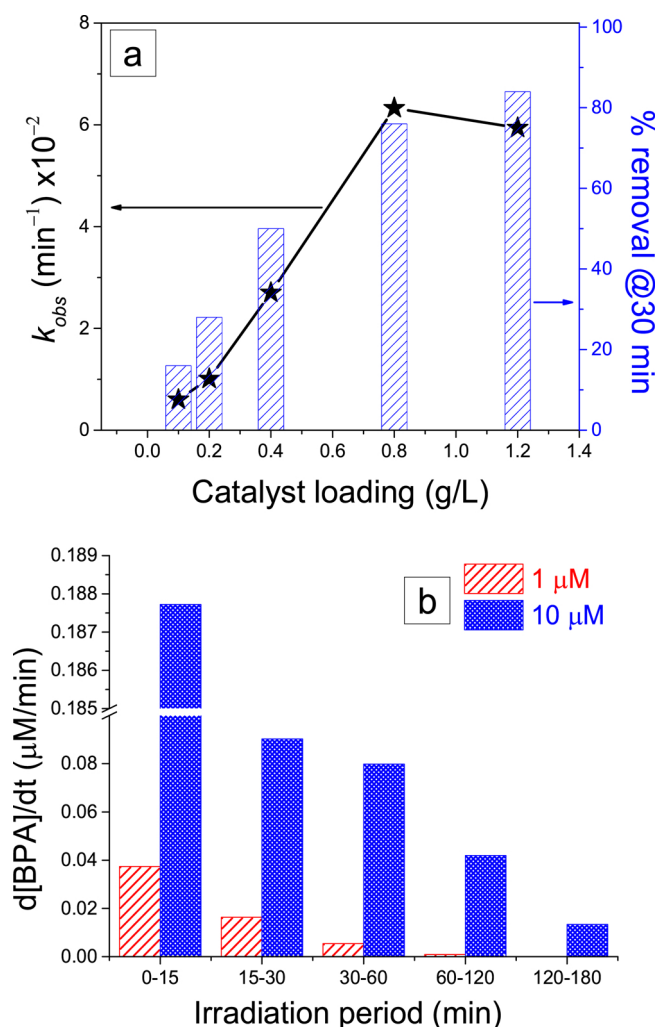 a
8
6
4
2
0
k_obs (min⁻¹) x10⁻²
100
80
60
40
20
0
% removal @30 min
0.0 0.2 0.4 0.6 0.8 1.0 1.2 1.4
Catalyst loading (g/L)
b
1 μM
10 μM
0.189
0.188
0.187
0.186
0.185
0.08
0.06
0.04
0.02
0.00
d[BPA]/dt (μM/min)
0-15 15-30 30-60 60-120 120-180
Irradiation period (min)